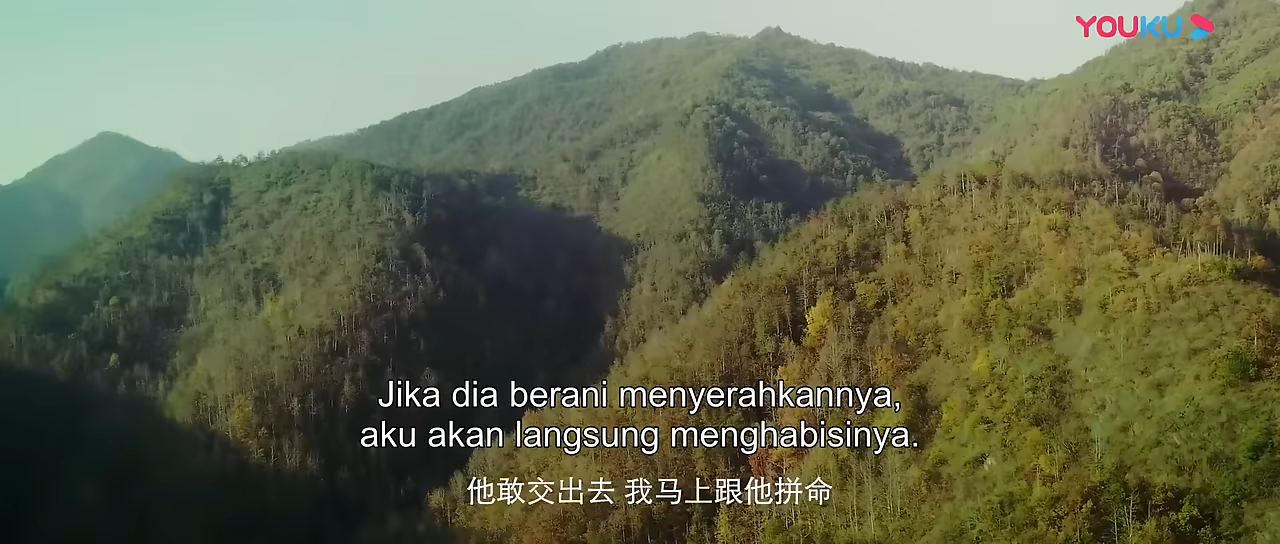 YOUKU
Jika dia berani menyerahkannya,
aku akan langsung menghabisinya.
他敢交出去 我马上跟他拼命